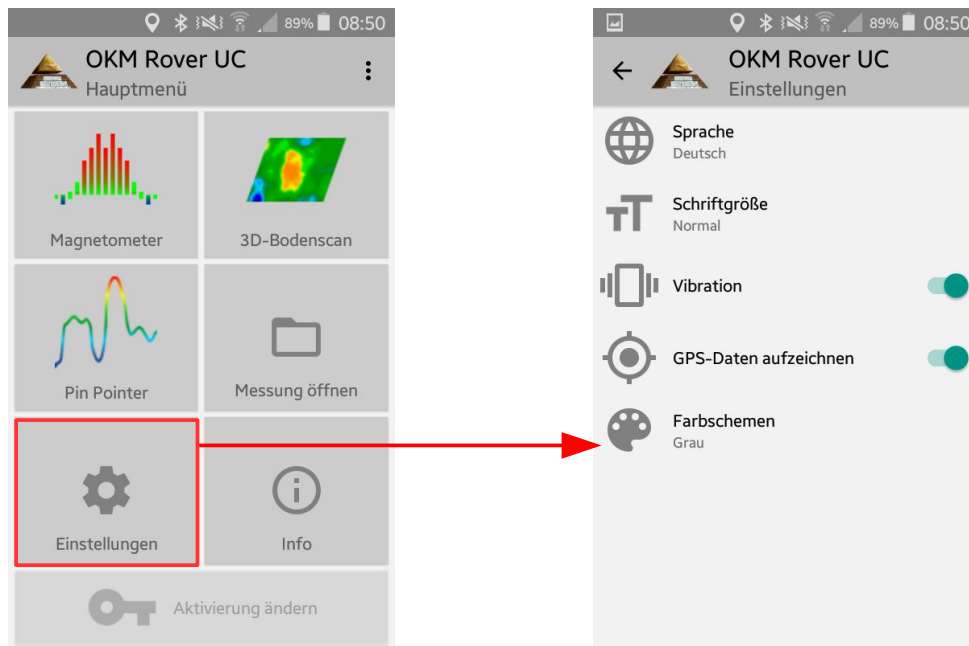 89% 08:50
OKM Rover UC
Hauptmenü
Magnetometer
3D-Bodenscan
Pin Pointer
Messung öffnen
Einstellungen
Info
Aktivierung ändern
89% 08:50
OKM Rover UC
Einstellungen
Sprache
Deutsch
Schriftgröße
Normal
Vibration
GPS-Daten aufzeichnen
Farbschemen
Grau